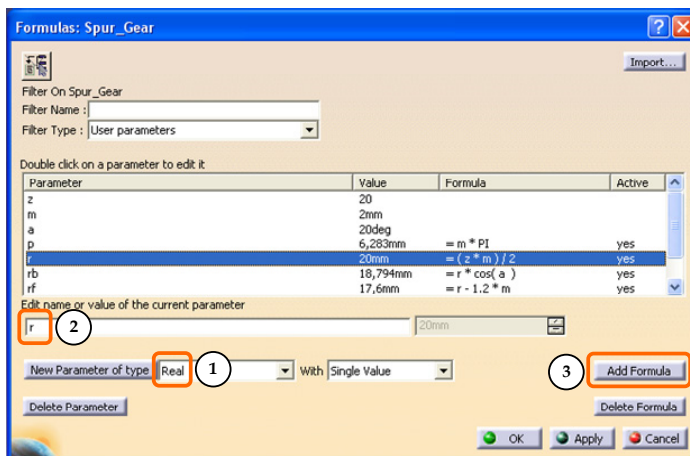 Formulas: Spur_Gear
Import...
Filter On Spur_Gear
Filter Name :
Filter Type : User parameters
Double click on a parameter to edit it
Parameter Value Formula Active
z 20
m 2mm
a 20deg
p 6,283mm = m * PI yes
r 20mm = ( z * m ) / 2 yes
rb 18,794mm = r * cos( a ) yes
rf 17,6mm = r - 1.2 * m yes
Edit name or value of the current parameter
r 2 20mm
New Parameter of type Real 1 With Single Value 3 Add Formula
Delete Parameter Delete Formula
OK Apply Cancel